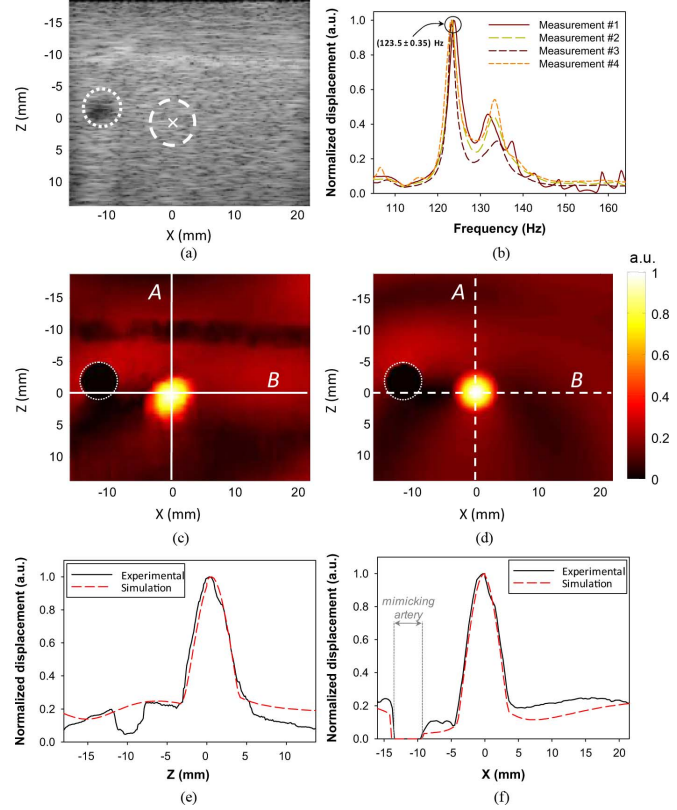 -15
-10
-5
0
5
10
Z (mm)
-10
0
10
20
X (mm)
(a)
Normalized displacement (a.u.)
1.0
0.8
0.6
0.4
0.2
0.0
(123.5 ± 0.35) Hz
Measurement #1
Measurement #2
Measurement #3
Measurement #4
110
120
130
140
150
160
Frequency (Hz)
(b)
-15
-10
-5
0
5
10
Z (mm)
A
B
-10
0
10
20
X (mm)
(c)
-15
-10
-5
0
5
10
Z (mm)
A
B
-10
0
10
20
X (mm)
(d)
a.u.
1
0.8
0.6
0.4
0.2
0
Normalized displacement (a.u.)
1.0
0.8
0.6
0.4
0.2
0.0
Experimental
Simulation
-15
-10
-5
0
5
10
Z (mm)
(e)
Normalized displacement (a.u.)
1.0
0.8
0.6
0.4
0.2
0.0
mimicking
artery
Experimental
Simulation
-15
-10
-5
0
5
10
15
20
X (mm)
(f)